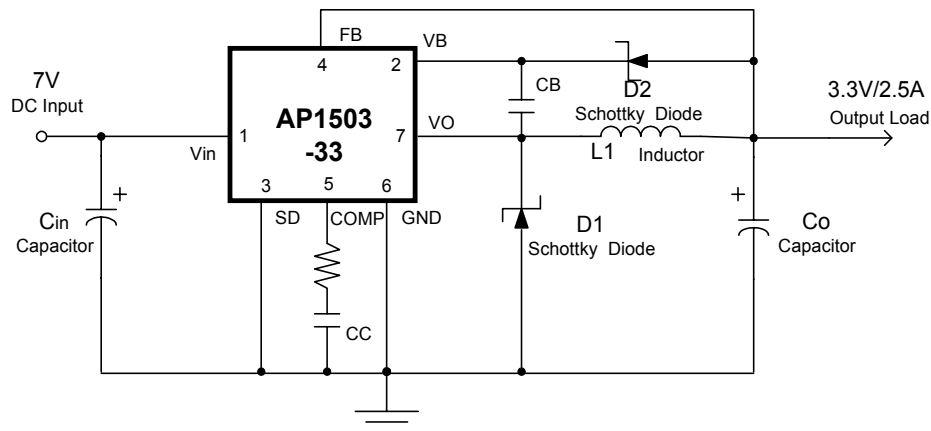 FB
VB
4
2
7V
DC Input
CB
D2
Schottky Diode
3.3V/2.5A
Output Load
AP1503
-33
1
7
VO
Vin
L1
Inductor
3
5
6
SD
COMP
GND
Cin
Capacitor
D1
Schottky Diode
Co
Capacitor
CC